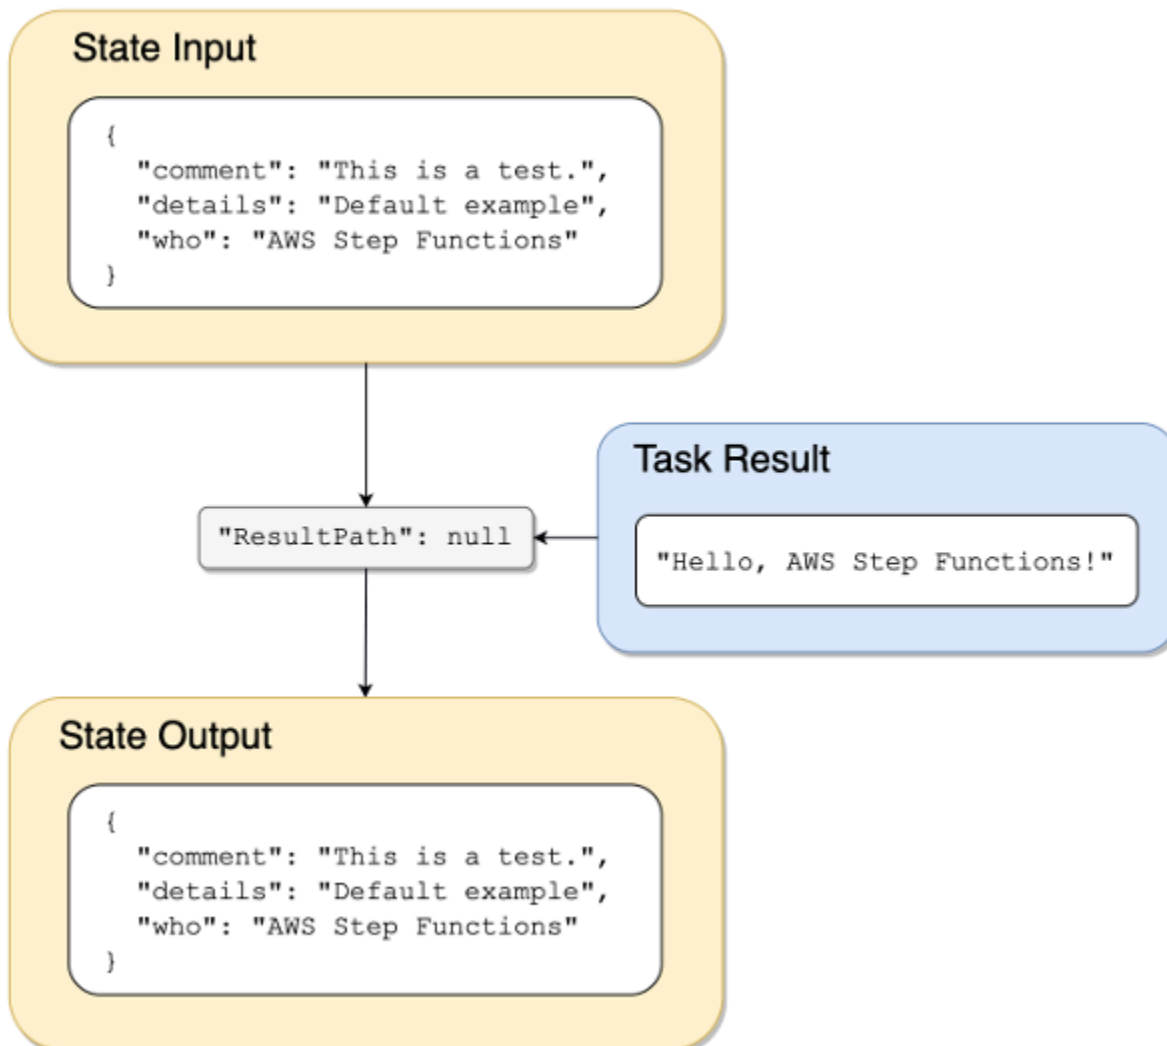 State Input
{
"comment": "This is a test.",
"details": "Default example",
"who": "AWS Step Functions"
}
Task Result
"ResultPath": null
"Hello, AWS Step Functions!"
State Output
{
"comment": "This is a test.",
"details": "Default example",
"who": "AWS Step Functions"
}